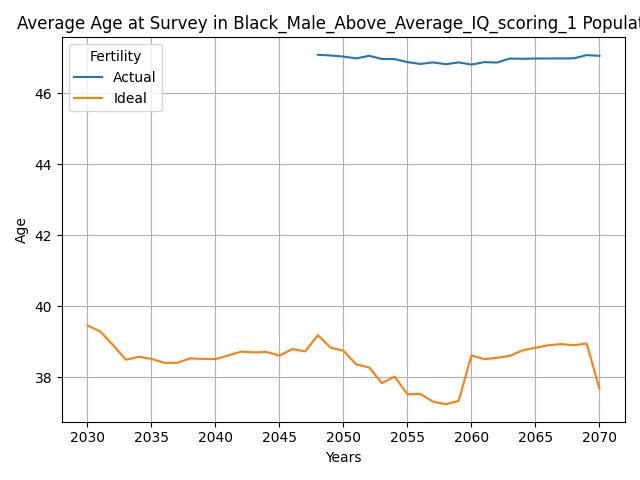 Average Age at Survey in Black_Male_Above_Average_IQ_scoring_1 Populat
Fertility
Actual
Ideal
46
44
42
40
38
Age
2030 2035 2040 2045 2050 2055 2060 2065 2070
Years